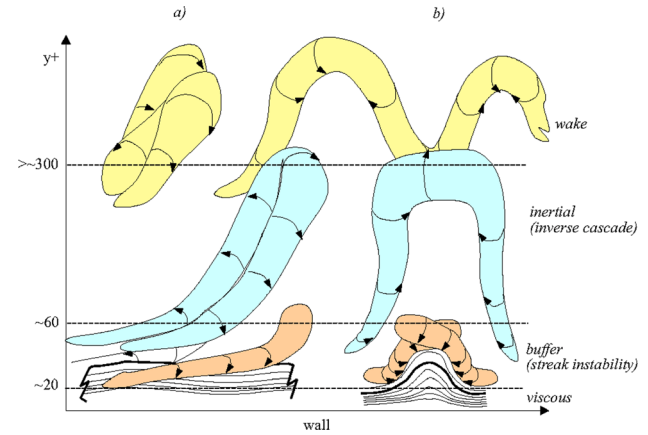 a) b)
y+
wake
>~300
inertial
(inverse cascade)
~60
buffer
(streak instability)
~20
viscous
wall